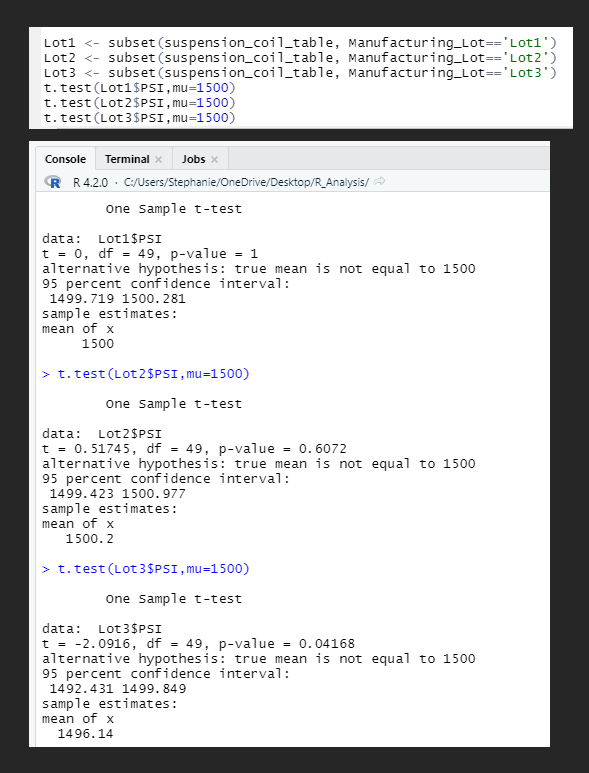 Lot1 <- subset(suspension_coil_table, Manufacturing_Lot=='Lot1')
Lot2 <- subset(suspension_coil_table, Manufacturing_Lot=='Lot2')
Lot3 <- subset(suspension_coil_table, Manufacturing_Lot=='Lot3')
t.test(Lot1$PSI,mu=1500)
t.test(Lot2$PSI,mu=1500)
t.test(Lot3$PSI,mu=1500)
Console Terminal × Jobs ×
R R 4.2.0 · C:/Users/Stephanie/OneDrive/Desktop/R_Analysis/
One Sample t-test
data: Lot1$PSI
t = 0, df = 49, p-value = 1
alternative hypothesis: true mean is not equal to 1500
95 percent confidence interval:
1499.719 1500.281
sample estimates:
mean of x
1500
> t.test(Lot2$PSI,mu=1500)
One Sample t-test
data: Lot2$PSI
t = 0.51745, df = 49, p-value = 0.6072
alternative hypothesis: true mean is not equal to 1500
95 percent confidence interval:
1499.423 1500.977
sample estimates:
mean of x
1500.2
> t.test(Lot3$PSI,mu=1500)
One Sample t-test
data: Lot3$PSI
t = -2.0916, df = 49, p-value = 0.04168
alternative hypothesis: true mean is not equal to 1500
95 percent confidence interval:
1492.431 1499.849
sample estimates:
mean of x
1496.14